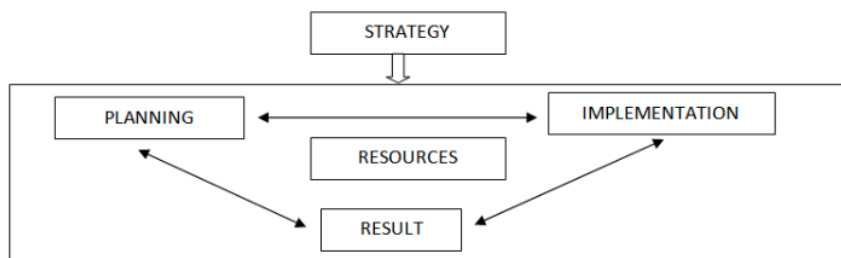 STRATEGY
PLANNING
IMPLEMENTATION
RESOURCES
RESULT